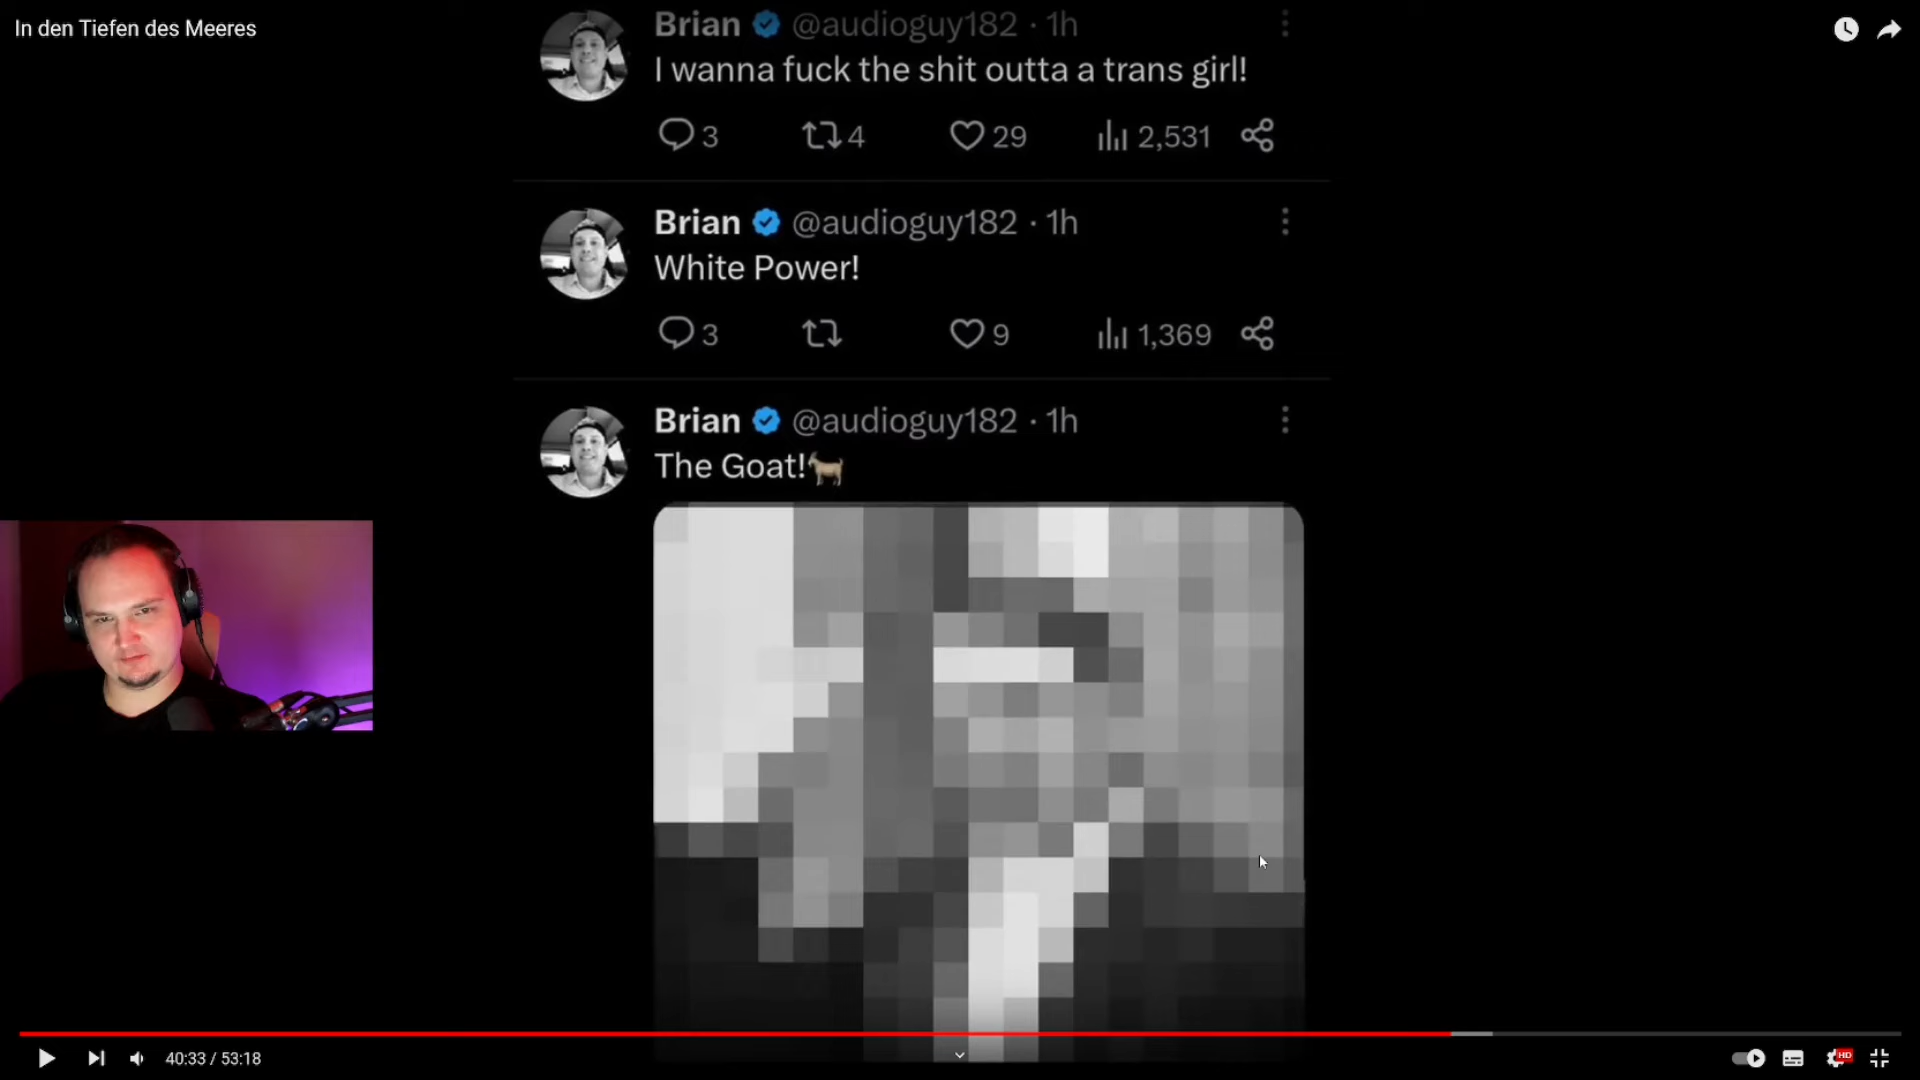 In den Tiefen des Meeres
Brian @audioguy182 · 1h
I wanna fuck the shit outta a trans girl!
3 4 29 2,531
Brian @audioguy182 · 1h
White Power!
3 9 1,369
Brian @audioguy182 · 1h
The Goat!🐐
40:33 / 53:18
HD